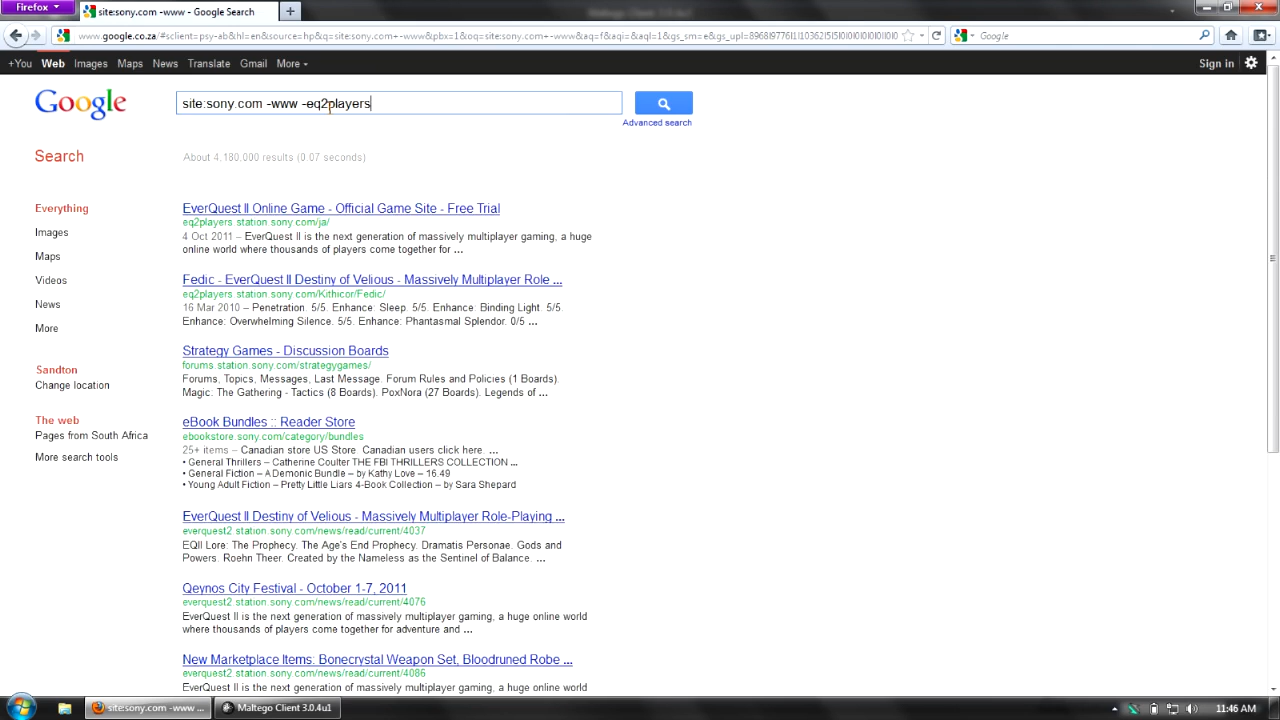 Firefox
site:sony.com -www - Google Search
Maltego Client 3.0.4u1
www.google.co.za/#sclient=psy-ab&hl=en&source=hp&q=site:sony.com+-www&pbx=1&oq=site:sony.com+-www&aq=f&aqi=&aql=1&gs_sm=e&gs_upl=8968l9776l1l10362l5l5l0l0l0l0l0l0ll0l0
Google
+You Web Images Maps News Translate Gmail More
Sign in
Google
site:sony.com -www -eq2players
Advanced search
Search
About 4,180,000 results (0.07 seconds)
Everything
Images
Maps
Videos
News
More
Sandton
Change location
The web
Pages from South Africa
More search tools
EverQuest II Online Game - Official Game Site - Free Trial
eq2players.station.sony.com/ja/
4 Oct 2011 – EverQuest II is the next generation of massively multiplayer gaming, a huge
online world where thousands of players come together for ...
Fedic - EverQuest II Destiny of Velious - Massively Multiplayer Role ...
eq2players.station.sony.com/Kithicor/Fedic/
16 Mar 2010 – Penetration. 5/5. Enhance: Sleep. 5/5. Enhance: Binding Light. 5/5.
Enhance: Overwhelming Silence. 5/5. Enhance: Phantasmal Splendor. 0/5 ...
Strategy Games - Discussion Boards
forums.station.sony.com/strategygames/
Forums, Topics, Messages, Last Message. Forum Rules and Policies (1 Boards).
Magic: The Gathering - Tactics (8 Boards). PoxNora (27 Boards). Legends of ...
eBook Bundles :: Reader Store
ebookstore.sony.com/category/bundles
25+ items – Canadian store US Store. Canadian users click here. ...
• General Thrillers – Catherine Coulter THE FBI THRILLERS COLLECTION ...
• General Fiction – A Demonic Bundle – by Kathy Love – 16.49
• Young Adult Fiction – Pretty Little Liars 4-Book Collection – by Sara Shepard
EverQuest II Destiny of Velious - Massively Multiplayer Role-Playing ...
everquest2.station.sony.com/news/read/current/4037
EQII Lore: The Prophecy. The Age's End Prophecy. Dramatis Personae. Gods and
Powers. Roehn Theer. Created by the Nameless as the Sentinel of Balance. ...
Qeynos City Festival - October 1-7, 2011
everquest2.station.sony.com/news/read/current/4076
EverQuest II is the next generation of massively multiplayer gaming, a huge online world
where thousands of players come together for adventure and ...
New Marketplace Items: Bonecrystal Weapon Set, Bloodruned Robe ...
everquest2.station.sony.com/news/read/current/4086
EverQuest II is the next generation of massively multiplayer gaming, a huge online world
site:sony.com -www ...
Maltego Client 3.0.4u1
11:46 AM